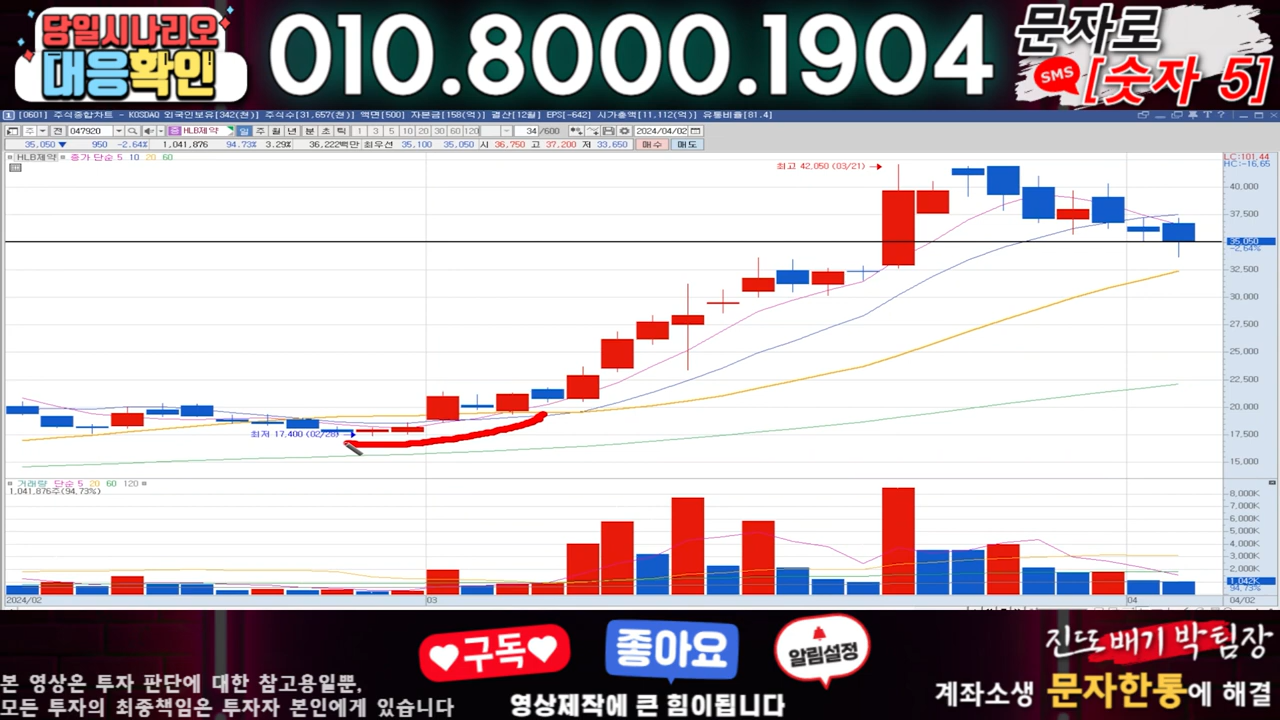 당일시나리오
대응확인
010.8000.1904
문자로
SMS
[숫자 5]
[0601] 주식종합차트 - KOSDAQ 외국인보유[342(천)] 주식수[31,657(천)] 액면[500] 자본금[158(억)] 결산[12월] EPS[-642] 시가총액[11,112(억)] 유통비율[81.4]
주 전 047920 HLB제약 일 주 월 년 분 초 틱 1 3 5 10 20 30 60 120 34 /600 2024/04/02
35,050 ▼ 950 -2.64% 1,041,876 94.73% 3.29% 36,222백만 최우선 35,100 35,050 시 36,750 고 37,200 저 33,650 매수 매도
HLB제약 종가 단순 5 10 20 60
LC:101.44
HC:-16.65
최고 42,050 (03/21)
40,000
37,500
35,050
-2.64%
32,500
30,000
27,500
25,000
22,500
20,000
17,500
15,000
최저 17,400 (02/28)
거래량 단순 5 20 60 120
1,041,876주(94.73%)
8,000K
7,000K
6,000K
5,000K
4,000K
3,000K
2,000K
1,042K
94.73%
2024/02 03 04 04/02
구독
좋아요
알림설정
영상제작에 큰 힘이됩니다
본 영상은 투자 판단에 대한 참고용일뿐,
모든 투자의 최종책임은 투자자 본인에게 있습니다
진또배기 박팀장
계좌소생 문자한통에 해결